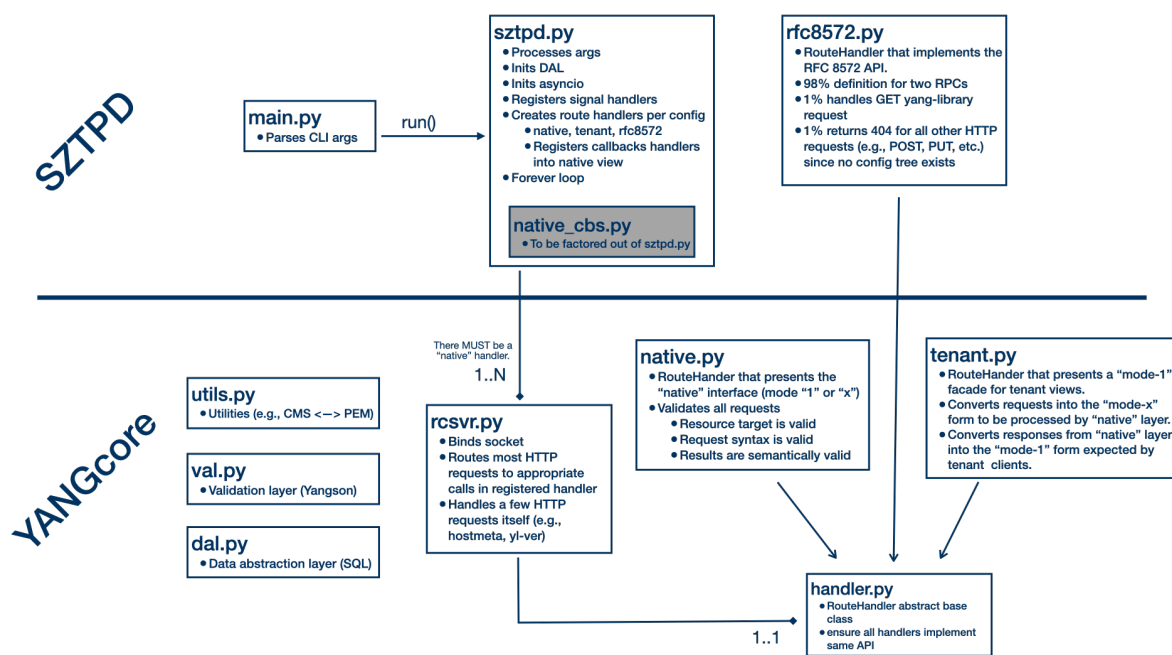 SZTPD
main.py
• Parses CLI args
run()
sztpd.py
• Processes args
• Inits DAL
• Inits asyncio
• Registers signal handlers
• Creates route handlers per config
• native, tenant, rfc8572
• Registers callbacks handlers
into native view
• Forever loop
native_cbs.py
• To be factored out of sztpd.py
rfc8572.py
• RouteHandler that implements the
RFC 8572 API.
• 98% definition for two RPCs
• 1% handles GET yang-library
request
• 1% returns 404 for all other HTTP
requests (e.g., POST, PUT, etc.)
since no config tree exists
YANGcore
utils.py
• Utilities (e.g., CMS <—> PEM)
val.py
• Validation layer (Yangson)
dal.py
• Data abstraction layer (SQL)
There MUST be a
“native” handler.
1..N
rcsvr.py
• Binds socket
• Routes most HTTP
requests to appropriate
calls in registered handler
• Handles a few HTTP
requests itself (e.g.,
hostmeta, yl-ver)
native.py
• RouteHander that presents the
“native” interface (mode “1” or “x”)
• Validates all requests
• Resource target is valid
• Request syntax is valid
• Results are semantically valid
tenant.py
• RouteHander that presents a “mode-1”
facade for tenant views.
• Converts requests into the “mode-x”
form to be processed by “native” layer.
• Converts responses from “native” layer
into the “mode-1” form expected by
tenant clients.
1..1
handler.py
• RouteHandler abstract base
class
• ensure all handlers implement
same API